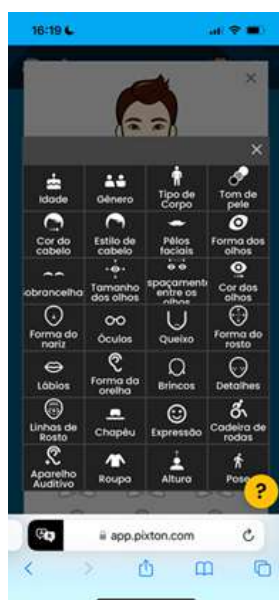 16:19
Idade
Gênero
Tipo de
Corpo
Tom de
pele
Cor do
cabelo
Estilo de
cabelo
Pêlos
faciais
Forma dos
olhos
obrancelha
Tamanho
dos olhos
spaçament
entre os
olhos
Cor dos
olhos
Forma do
nariz
Óculos
Queixo
Forma do
rosto
Lábios
Forma da
orelha
Brincos
Detalhes
Linhas de
Rosto
Chapéu
Expressão
Cadeira de
rodas
Aparelho
Auditivo
Roupa
Altura
Pose
?
app.pixton.com